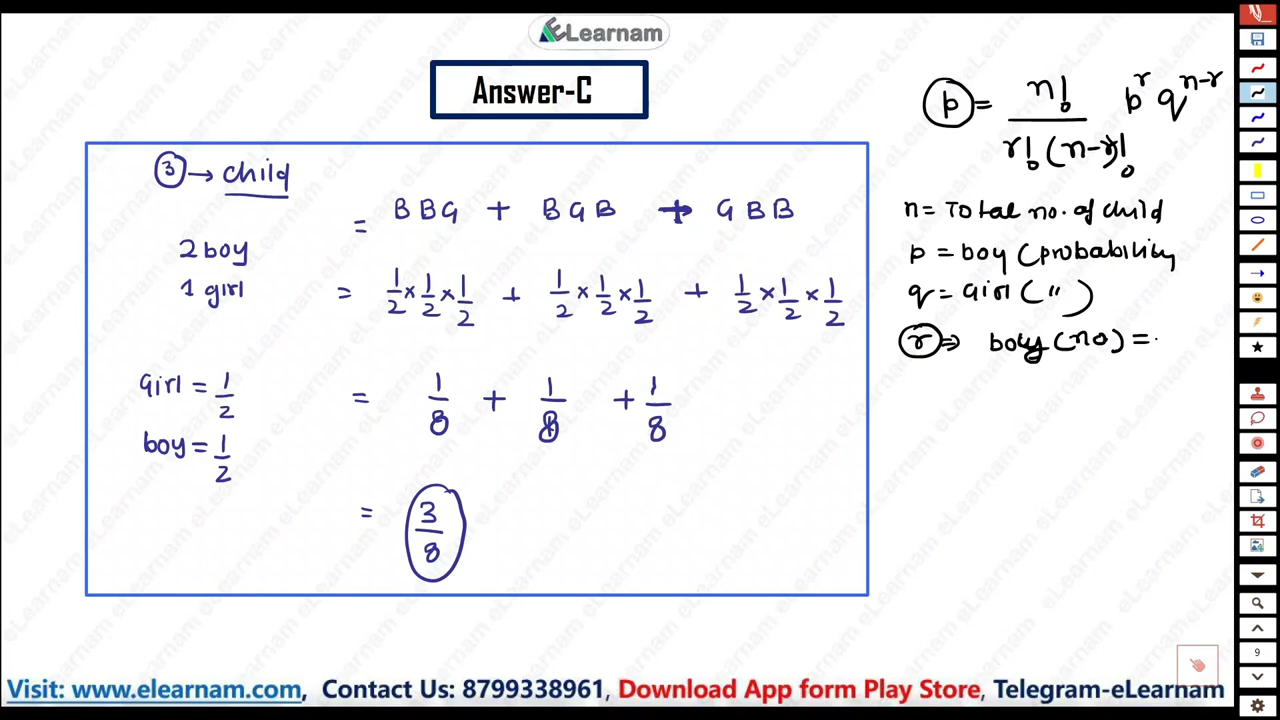 ELearnam
Answer-C
3 → child
2 boy
1 girl
Girl = 1/2
boy = 1/2
= BBG + BGB + GBB
= 1/2 × 1/2 × 1/2 + 1/2 × 1/2 × 1/2 + 1/2 × 1/2 × 1/2
= 1/8 + 1/8 + 1/8
= 3/8
p = n! / r! (n-r)! p^r q^n-r
n = Total no. of child
p = boy (probability
q = Girl ( " )
r ⇒ boy (no) =
9
Visit: www.elearnam.com, Contact Us: 8799338961, Download App form Play Store, Telegram-eLearnam